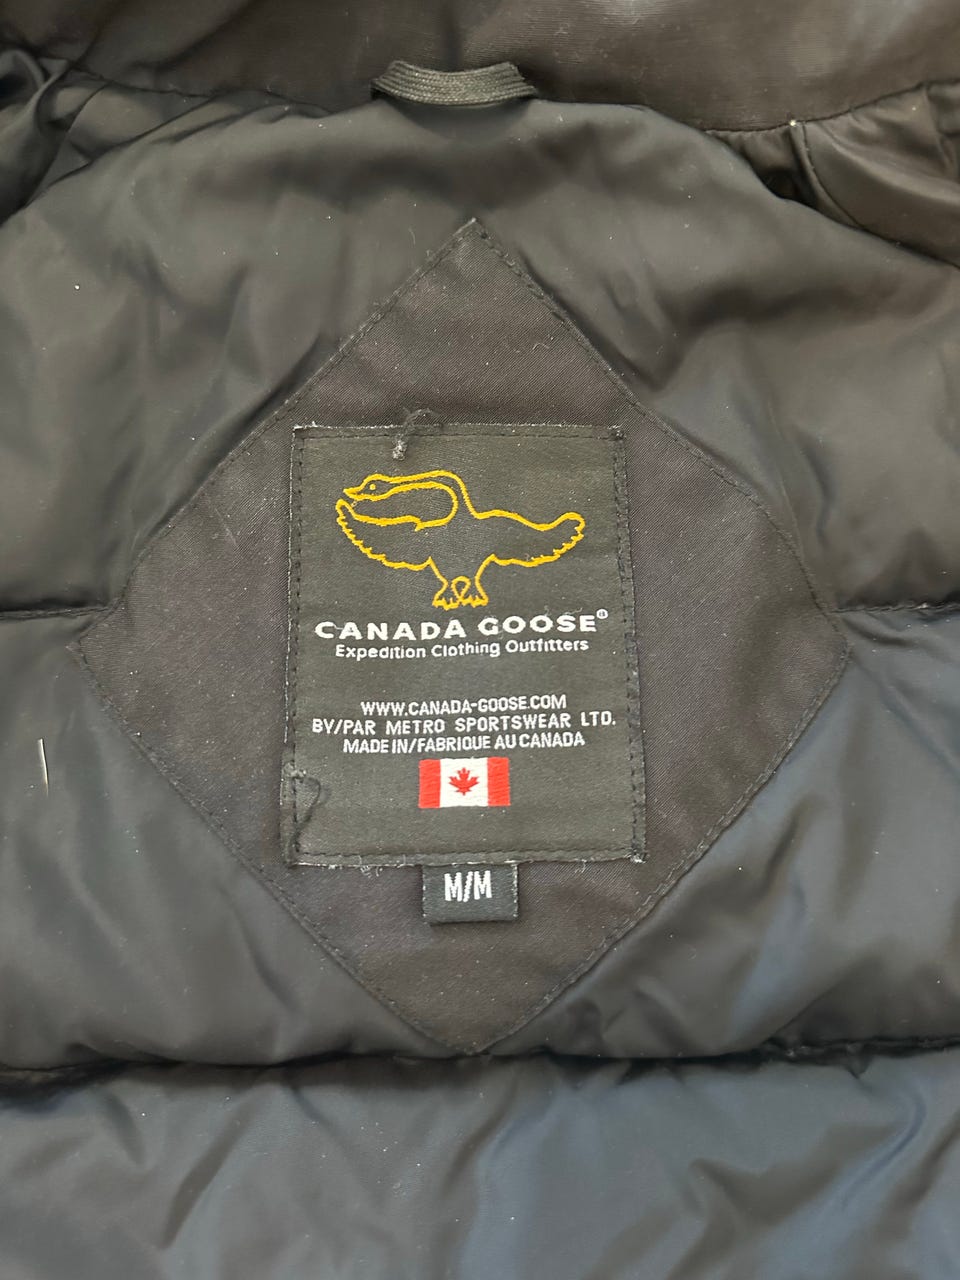 CANADA GOOSE®
Expedition Clothing Outfitters
WWW.CANADA-GOOSE.COM
BY/PAR METRO SPORTSWEAR LTD.
MADE IN/FABRIQUE AU CANADA
M/M